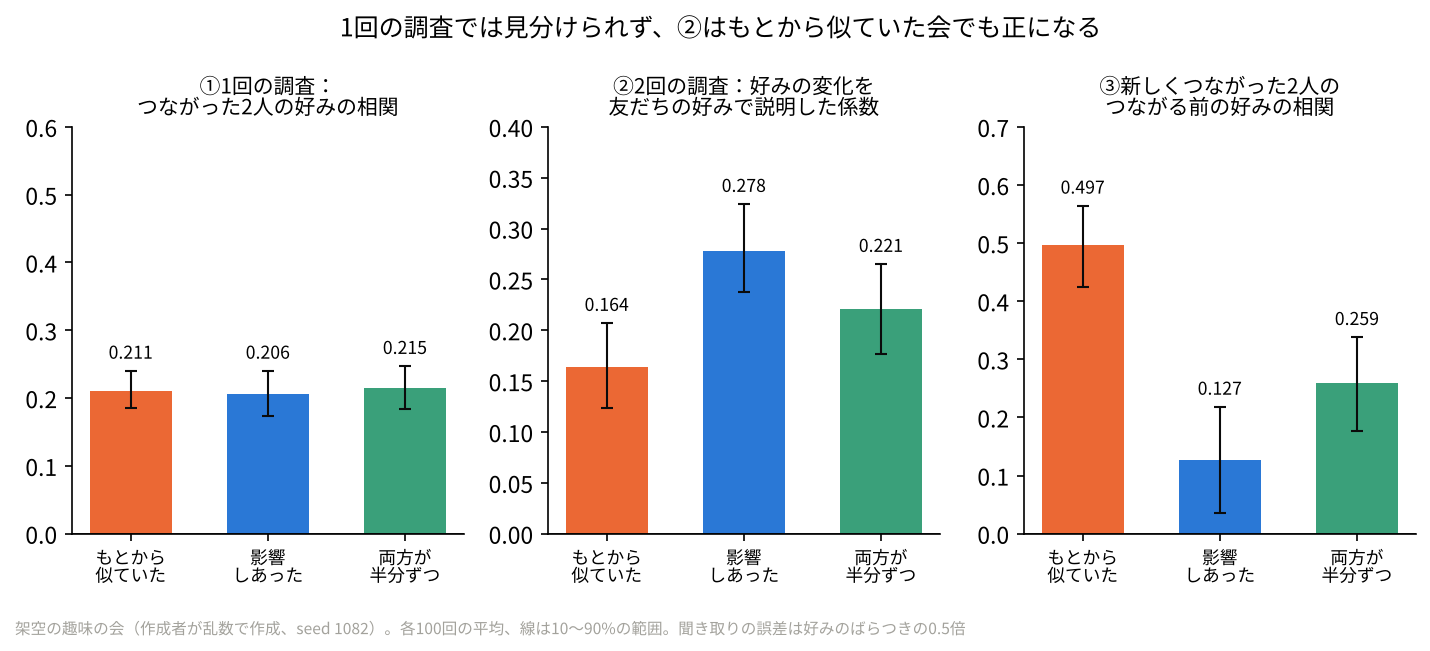 1回の調査では見分けられず、②はもとから似ていた会でも正になる
①1回の調査：
つながった2人の好みの相関
0.6
0.5
0.4
0.3
0.2
0.1
0.0
0.211
0.206
0.215
もとから
似ていた
影響
しあった
両方が
半分ずつ
②2回の調査：好みの変化を
友だちの好みで説明した係数
0.40
0.35
0.30
0.25
0.20
0.15
0.10
0.05
0.00
0.164
0.278
0.221
もとから
似ていた
影響
しあった
両方が
半分ずつ
③新しくつながった2人の
つながる前の好みの相関
0.7
0.6
0.5
0.4
0.3
0.2
0.1
0.0
0.497
0.127
0.259
もとから
似ていた
影響
しあった
両方が
半分ずつ
架空の趣味の会（作成者が乱数で作成、seed 1082）。各100回の平均、線は10〜90%の範囲。聞き取りの誤差は好みのばらつきの0.5倍